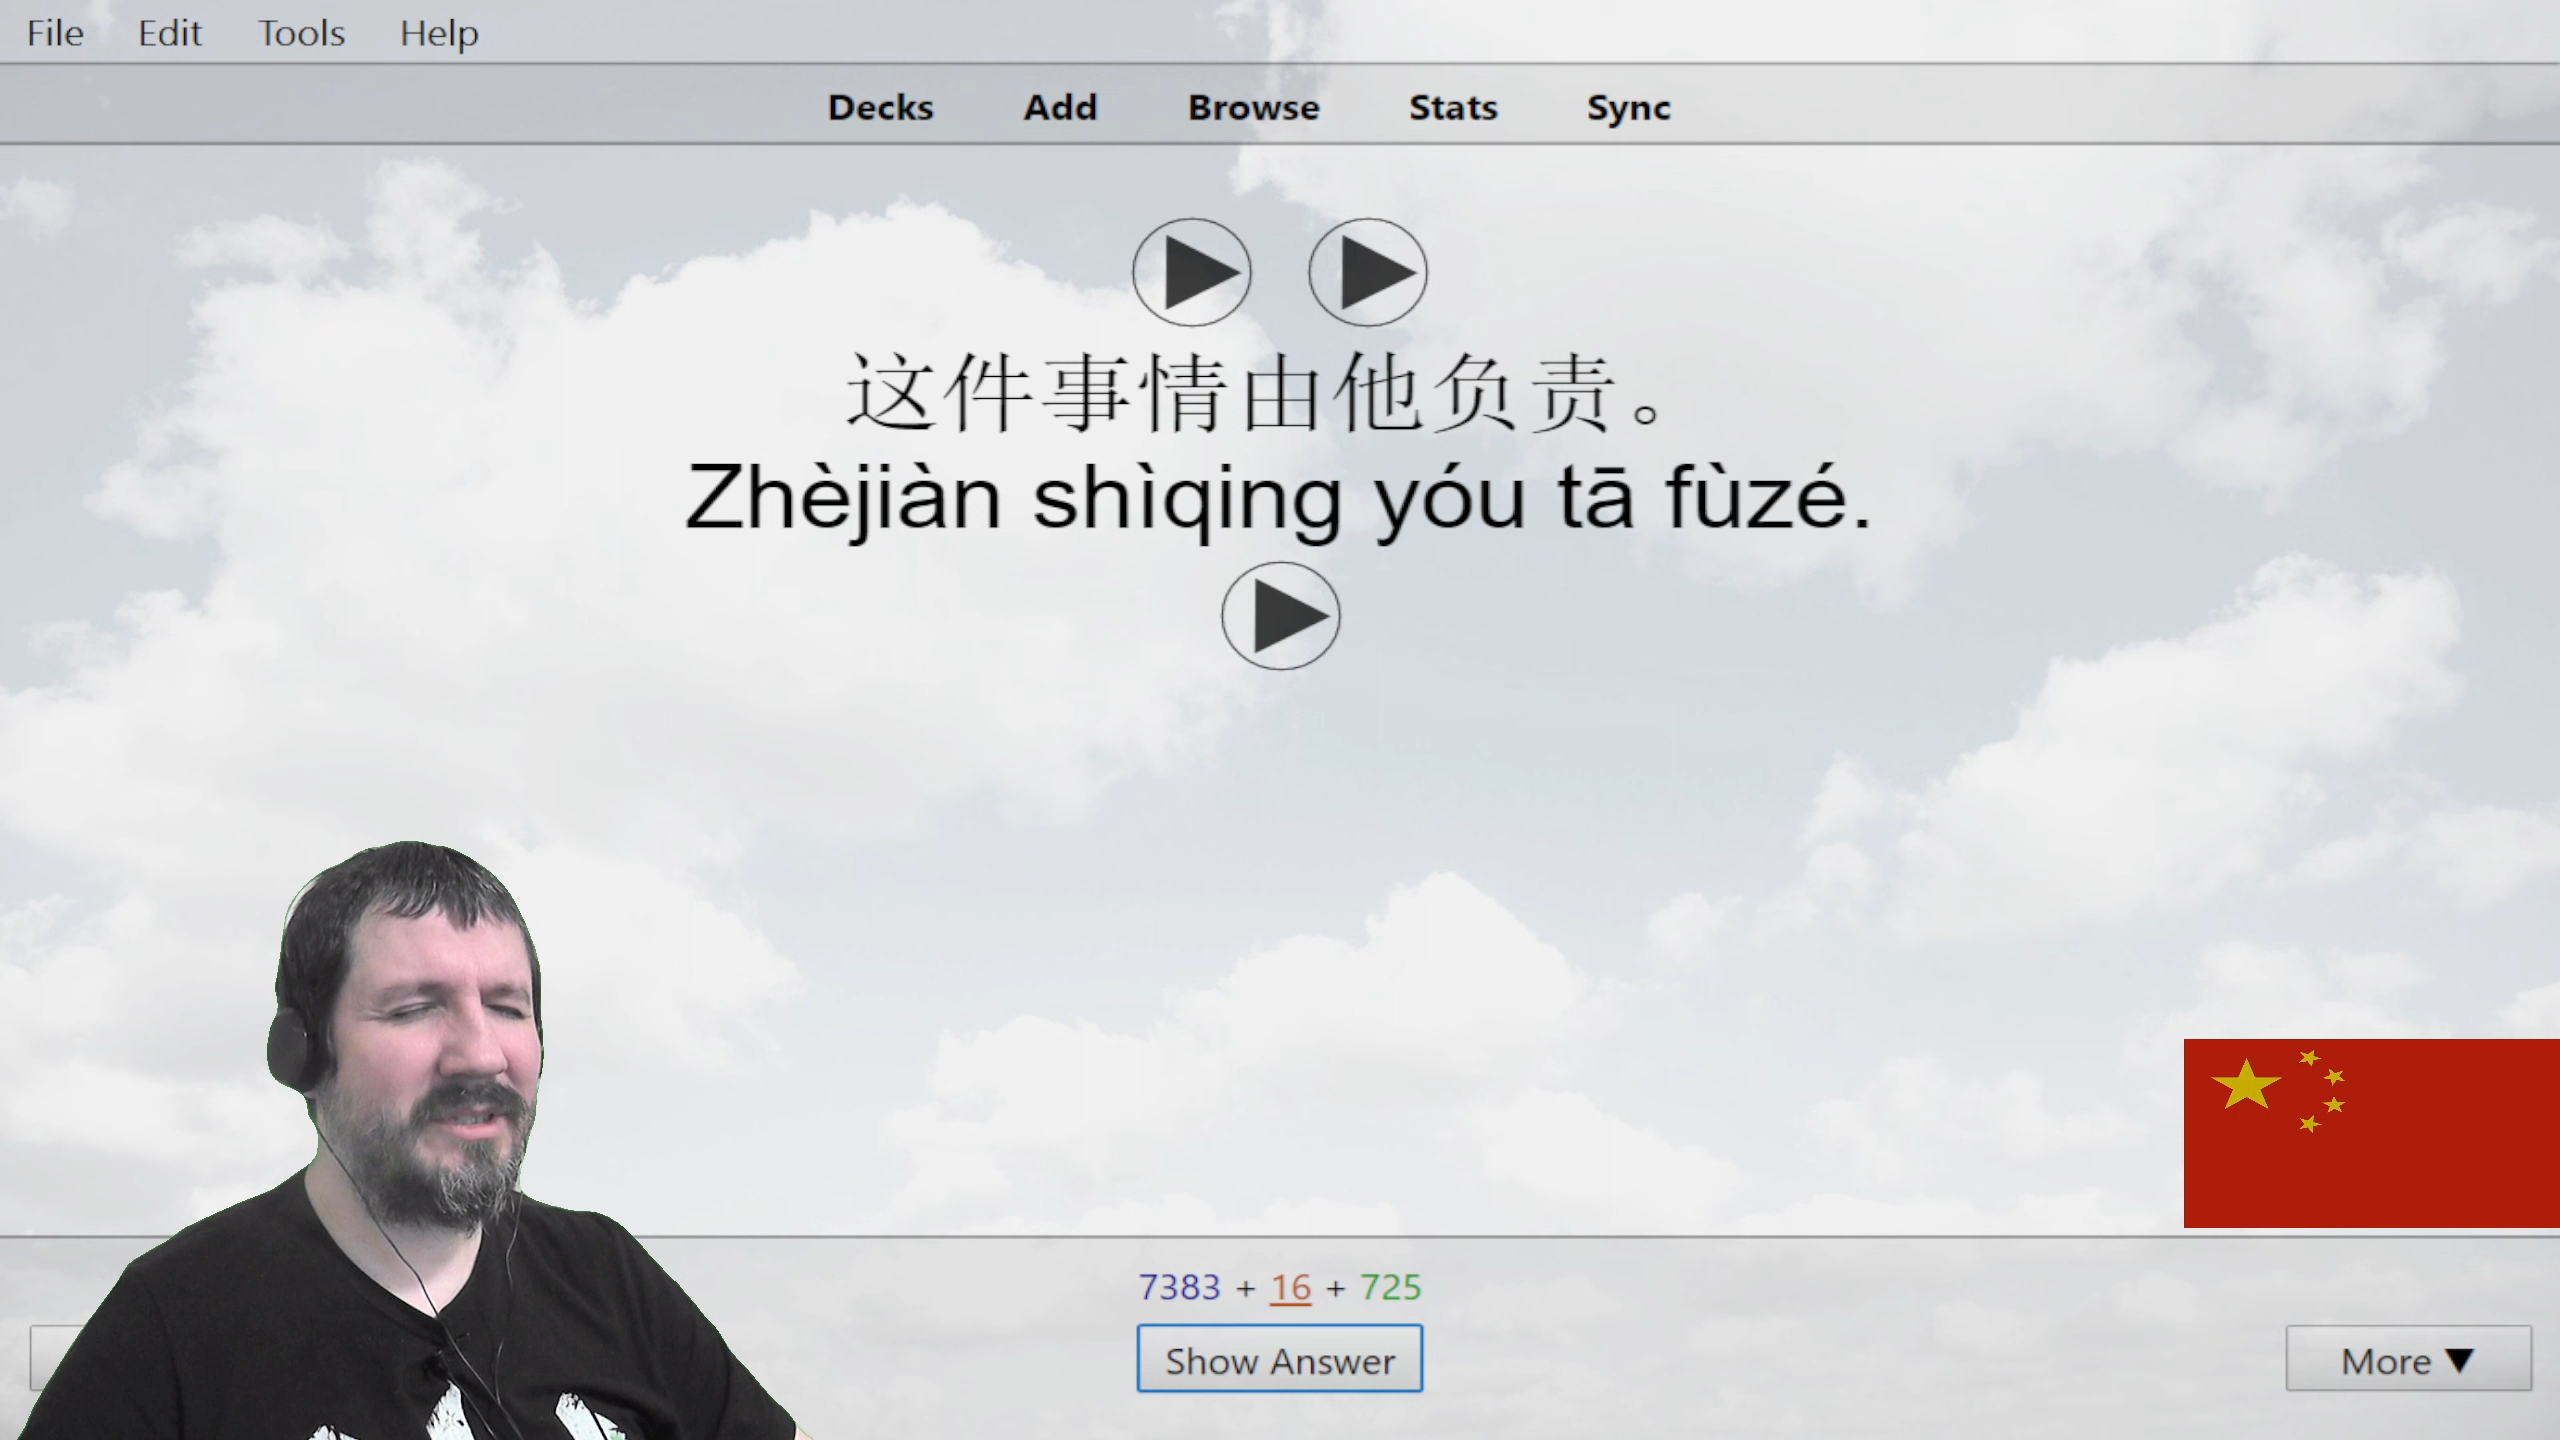 File Edit Tools Help
Decks Add Browse Stats Sync
这件事情由他负责。
Zhèjiàn shìqing yóu tā fùzé.
7383 + 16 + 725
Show Answer
More ▼